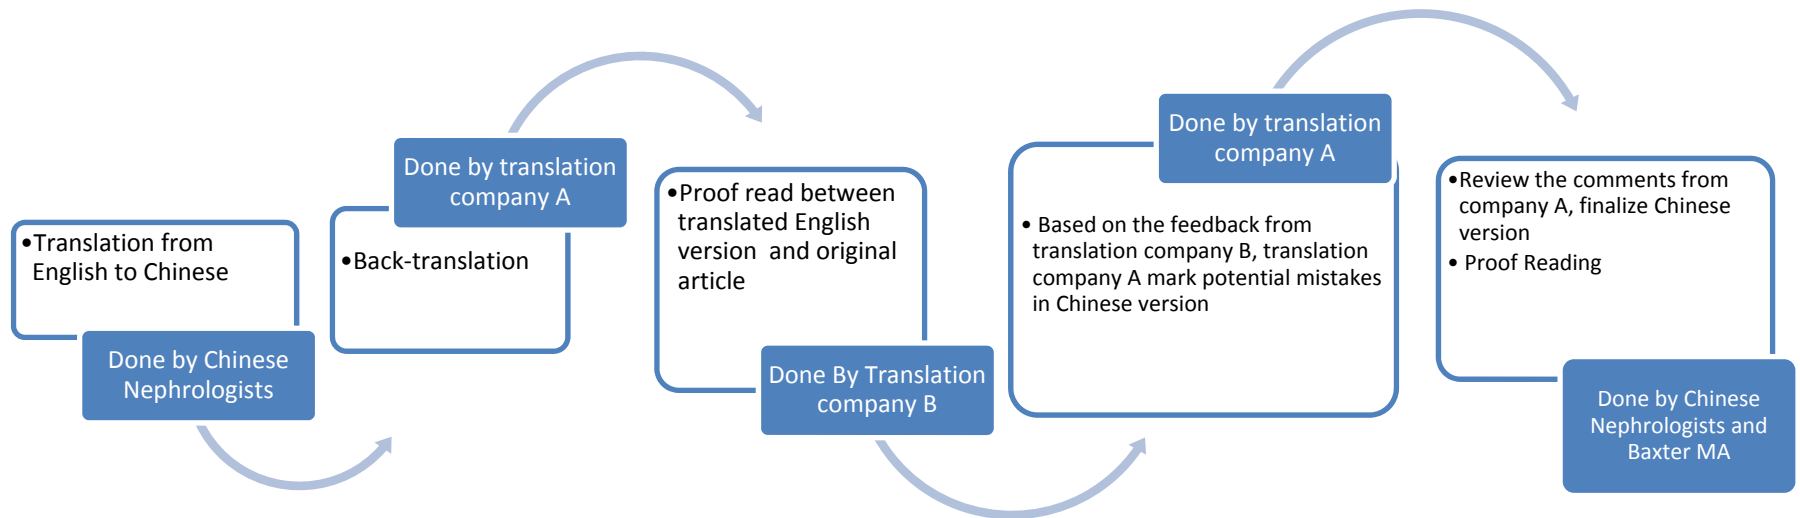 •Translation from
English to Chinese
Done by Chinese
Nephrologists
Done by translation
company A
•Back-translation
•Proof read between
translated English
version  and original
article
Done By Translation
company B
Done by translation
company A
• Based on the feedback from
translation company B, translation
company A mark potential mistakes
in Chinese version
•Review the comments from
company A, finalize Chinese
version
• Proof Reading
Done by Chinese
Nephrologists and
Baxter MA